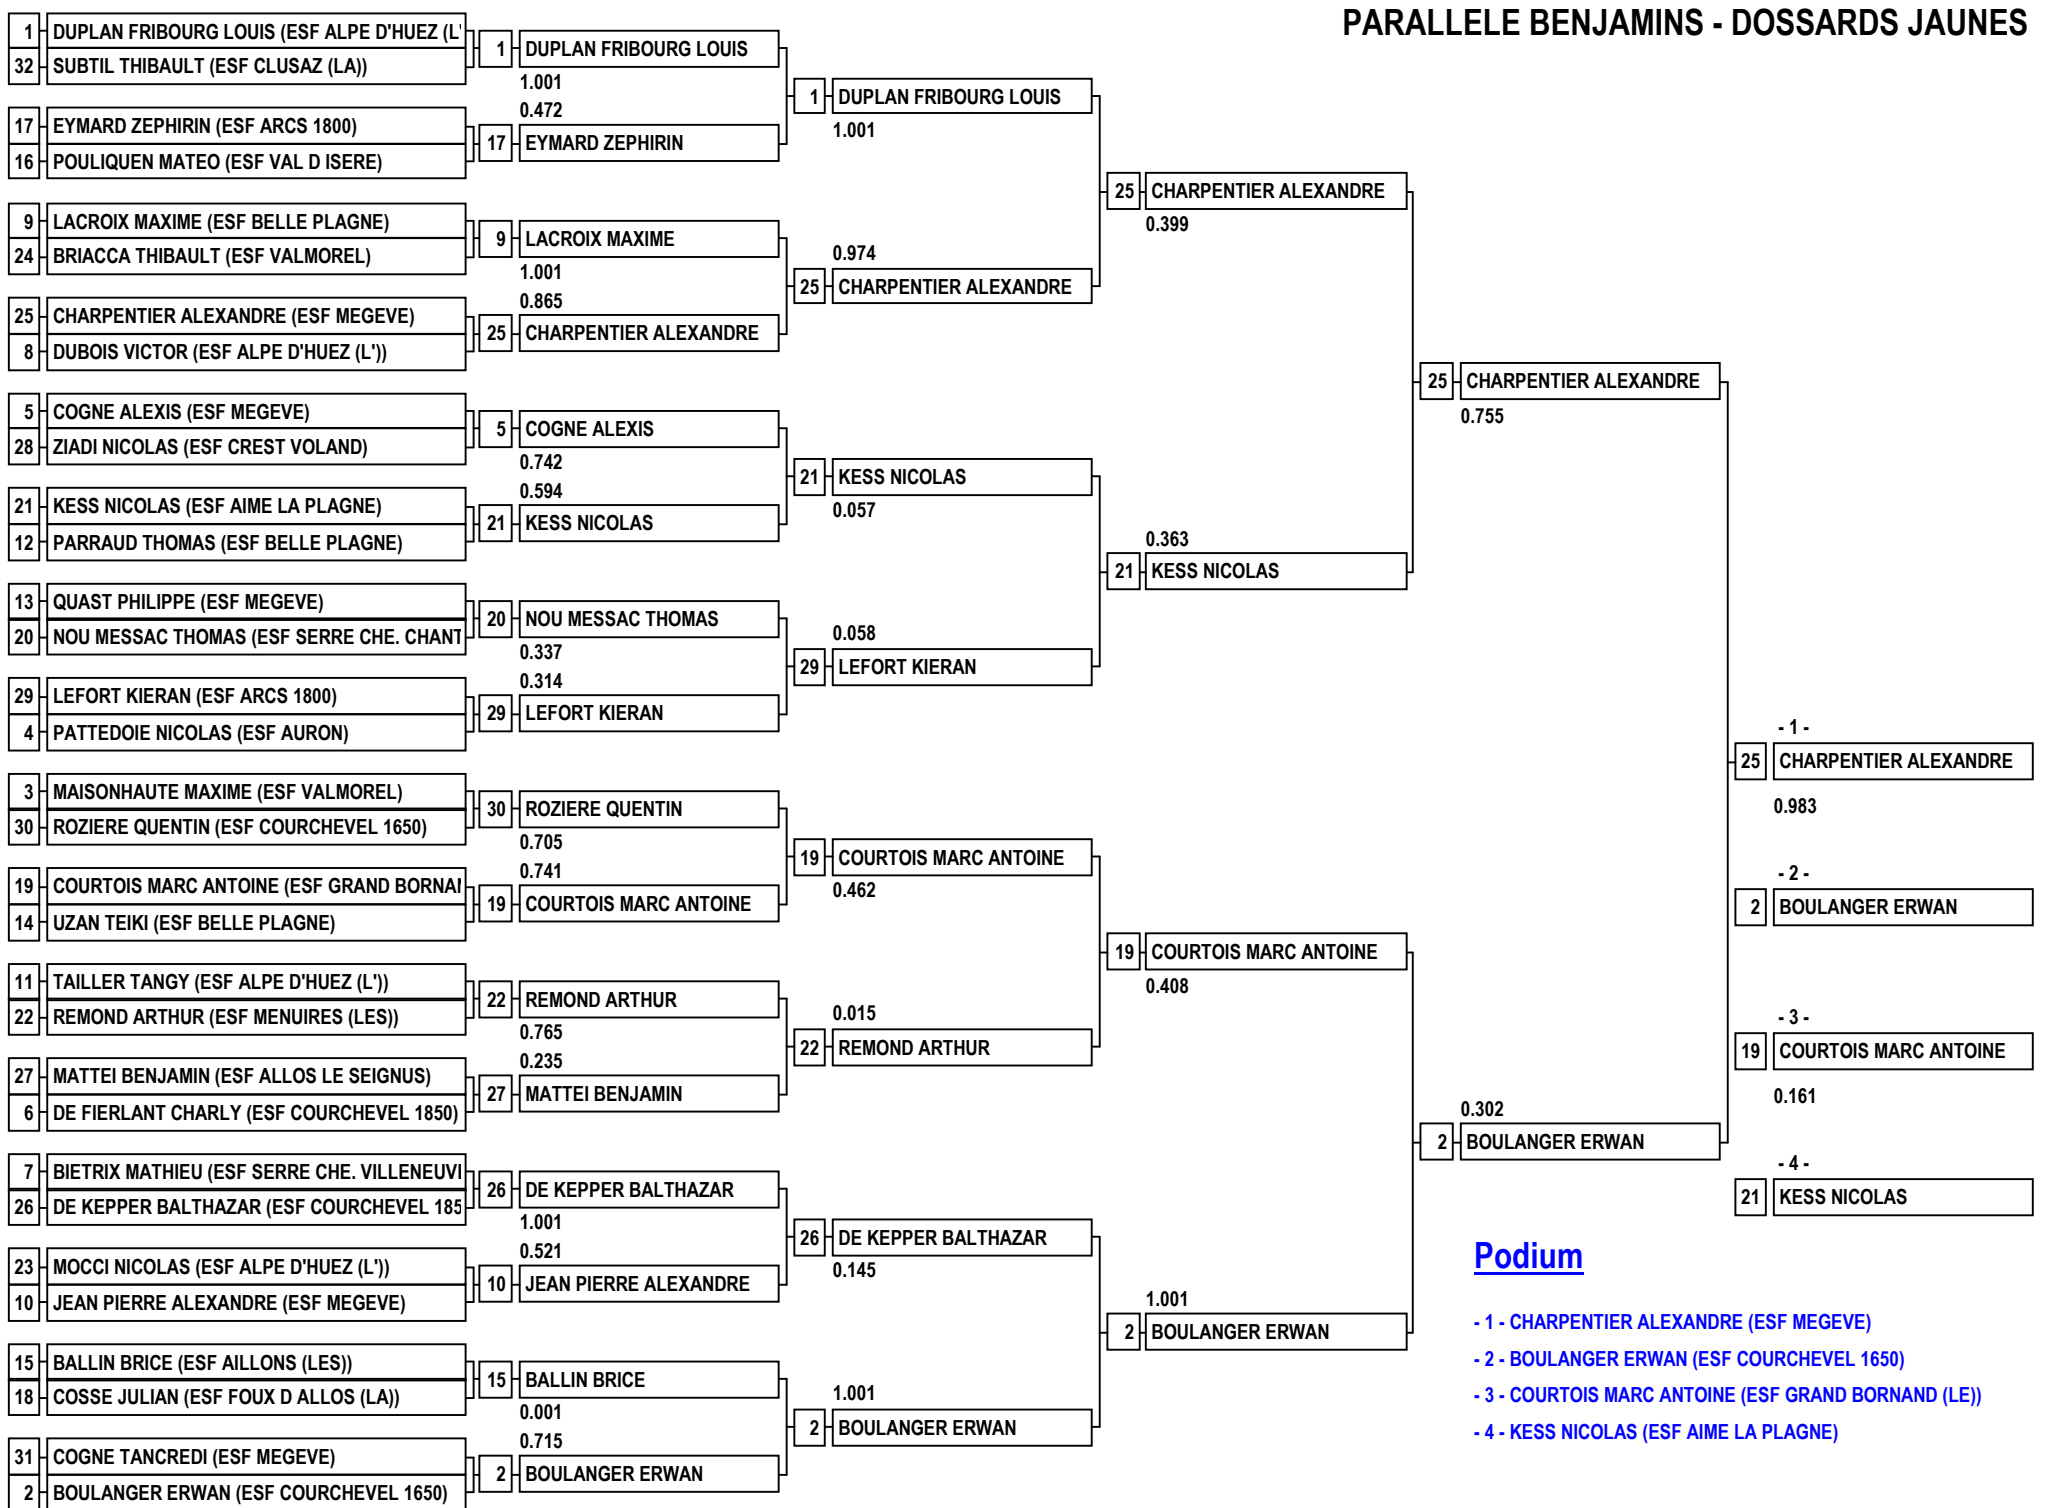 PARALLELE BENJAMINS - DOSSARDS JAUNES
1 DUPLAN FRIBOURG LOUIS (ESF ALPE D'HUEZ (L'
32 SUBTIL THIBAULT (ESF CLUSAZ (LA))
17 EYMARD ZEPHIRIN (ESF ARCS 1800)
16 POULIQUEN MATEO (ESF VAL D ISERE)
9 LACROIX MAXIME (ESF BELLE PLAGNE)
24 BRIACCA THIBAULT (ESF VALMOREL)
25 CHARPENTIER ALEXANDRE (ESF MEGEVE)
8 DUBOIS VICTOR (ESF ALPE D'HUEZ (L'))
5 COGNE ALEXIS (ESF MEGEVE)
28 ZIADI NICOLAS (ESF CREST VOLAND)
21 KESS NICOLAS (ESF AIME LA PLAGNE)
12 PARRAUD THOMAS (ESF BELLE PLAGNE)
13 QUAST PHILIPPE (ESF MEGEVE)
20 NOU MESSAC THOMAS (ESF SERRE CHE. CHANT
29 LEFORT KIERAN (ESF ARCS 1800)
4 PATTEDOIE NICOLAS (ESF AURON)
3 MAISONHAUTE MAXIME (ESF VALMOREL)
30 ROZIERE QUENTIN (ESF COURCHEVEL 1650)
19 COURTOIS MARC ANTOINE (ESF GRAND BORNAN
14 UZAN TEIKI (ESF BELLE PLAGNE)
11 TAILLER TANGY (ESF ALPE D'HUEZ (L'))
22 REMOND ARTHUR (ESF MENUIRES (LES))
27 MATTEI BENJAMIN (ESF ALLOS LE SEIGNUS)
6 DE FIERLANT CHARLY (ESF COURCHEVEL 1850)
7 BIETRIX MATHIEU (ESF SERRE CHE. VILLENEUVE
26 DE KEPPER BALTHAZAR (ESF COURCHEVEL 185
23 MOCCI NICOLAS (ESF ALPE D'HUEZ (L'))
10 JEAN PIERRE ALEXANDRE (ESF MEGEVE)
15 BALLIN BRICE (ESF AILLONS (LES))
18 COSSE JULIAN (ESF FOUX D ALLOS (LA))
31 COGNE TANCREDI (ESF MEGEVE)
2 BOULANGER ERWAN (ESF COURCHEVEL 1650)
1 DUPLAN FRIBOURG LOUIS
1.001
0.472
17 EYMARD ZEPHIRIN
9 LACROIX MAXIME
1.001
0.865
25 CHARPENTIER ALEXANDRE
5 COGNE ALEXIS
0.742
0.594
21 KESS NICOLAS
20 NOU MESSAC THOMAS
0.337
0.314
29 LEFORT KIERAN
30 ROZIERE QUENTIN
0.705
0.741
19 COURTOIS MARC ANTOINE
22 REMOND ARTHUR
0.765
0.235
27 MATTEI BENJAMIN
26 DE KEPPER BALTHAZAR
1.001
0.521
10 JEAN PIERRE ALEXANDRE
15 BALLIN BRICE
0.001
0.715
2 BOULANGER ERWAN
1 DUPLAN FRIBOURG LOUIS
1.001
0.974
25 CHARPENTIER ALEXANDRE
21 KESS NICOLAS
0.057
0.058
29 LEFORT KIERAN
19 COURTOIS MARC ANTOINE
0.462
0.015
22 REMOND ARTHUR
26 DE KEPPER BALTHAZAR
0.145
1.001
2 BOULANGER ERWAN
25 CHARPENTIER ALEXANDRE
0.399
0.363
21 KESS NICOLAS
19 COURTOIS MARC ANTOINE
0.408
1.001
2 BOULANGER ERWAN
25 CHARPENTIER ALEXANDRE
0.755
0.302
2 BOULANGER ERWAN
- 1 -
25 CHARPENTIER ALEXANDRE
0.983
- 2 -
2 BOULANGER ERWAN
- 3 -
19 COURTOIS MARC ANTOINE
0.161
- 4 -
21 KESS NICOLAS
Podium
- 1 - CHARPENTIER ALEXANDRE (ESF MEGEVE)
- 2 - BOULANGER ERWAN (ESF COURCHEVEL 1650)
- 3 - COURTOIS MARC ANTOINE (ESF GRAND BORNAND (LE))
- 4 - KESS NICOLAS (ESF AIME LA PLAGNE)